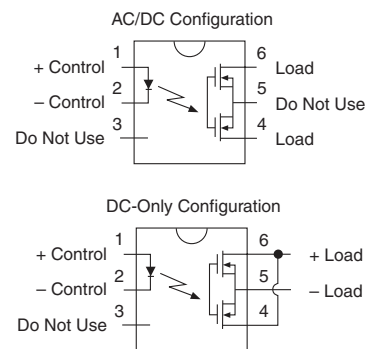 AC/DC Configuration
1 6
+ Control Load
2 5
– Control Do Not Use
3 4
Do Not Use Load
DC-Only Configuration
1 6
+ Control + Load
2 5
– Control – Load
3 4
Do Not Use